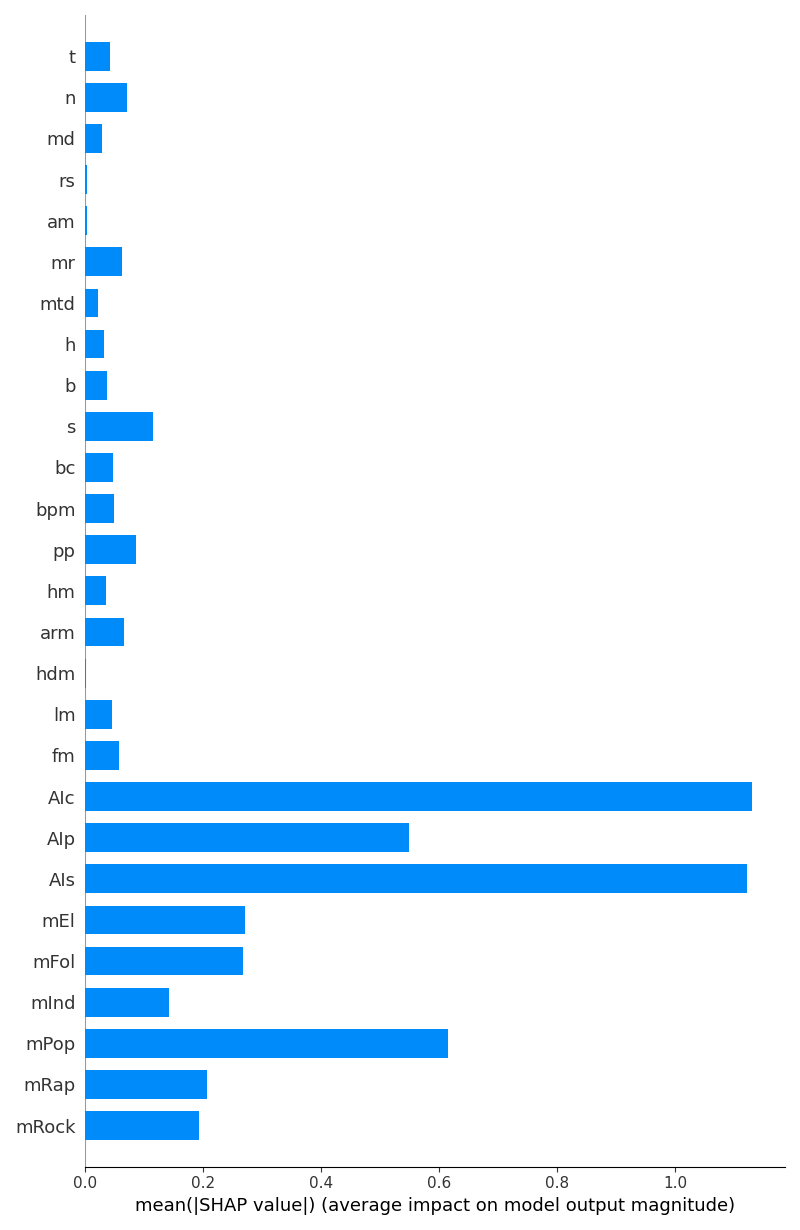 t
n
md
rs
am
mr
mtd
h
b
s
bc
bpm
pp
hm
arm
hdm
lm
fm
AIc
AIp
AIs
mEl
mFol
mInd
mPop
mRap
mRock
0.0 0.2 0.4 0.6 0.8 1.0
mean(|SHAP value|) (average impact on model output magnitude)